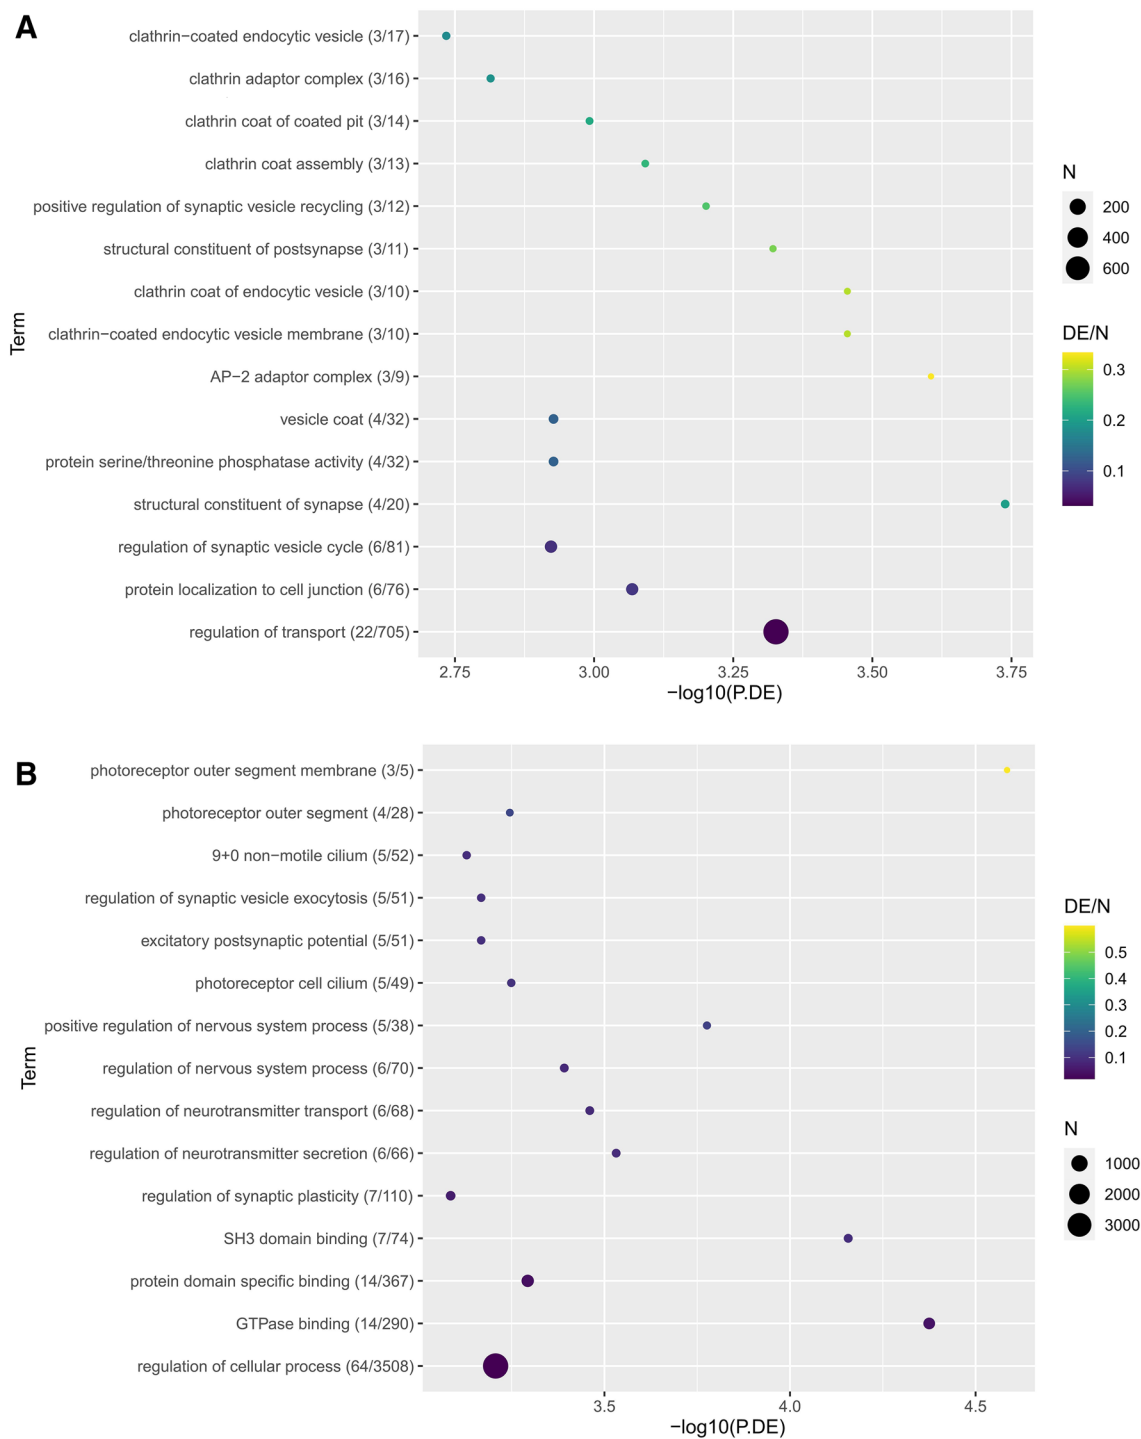 A
clathrin−coated endocytic vesicle (3/17)
clathrin adaptor complex (3/16)
clathrin coat of coated pit (3/14)
clathrin coat assembly (3/13)
positive regulation of synaptic vesicle recycling (3/12)
structural constituent of postsynapse (3/11)
clathrin coat of endocytic vesicle (3/10)
clathrin−coated endocytic vesicle membrane (3/10)
AP−2 adaptor complex (3/9)
vesicle coat (4/32)
protein serine/threonine phosphatase activity (4/32)
structural constituent of synapse (4/20)
regulation of synaptic vesicle cycle (6/81)
protein localization to cell junction (6/76)
regulation of transport (22/705)
Term
2.75 3.00 3.25 3.50 3.75
−log10(P.DE)
N
200
400
600
DE/N
0.3
0.2
0.1
B
photoreceptor outer segment membrane (3/5)
photoreceptor outer segment (4/28)
9+0 non−motile cilium (5/52)
regulation of synaptic vesicle exocytosis (5/51)
excitatory postsynaptic potential (5/51)
photoreceptor cell cilium (5/49)
positive regulation of nervous system process (5/38)
regulation of nervous system process (6/70)
regulation of neurotransmitter transport (6/68)
regulation of neurotransmitter secretion (6/66)
regulation of synaptic plasticity (7/110)
SH3 domain binding (7/74)
protein domain specific binding (14/367)
GTPase binding (14/290)
regulation of cellular process (64/3508)
Term
3.5 4.0 4.5
−log10(P.DE)
DE/N
0.5
0.4
0.3
0.2
0.1
N
1000
2000
3000